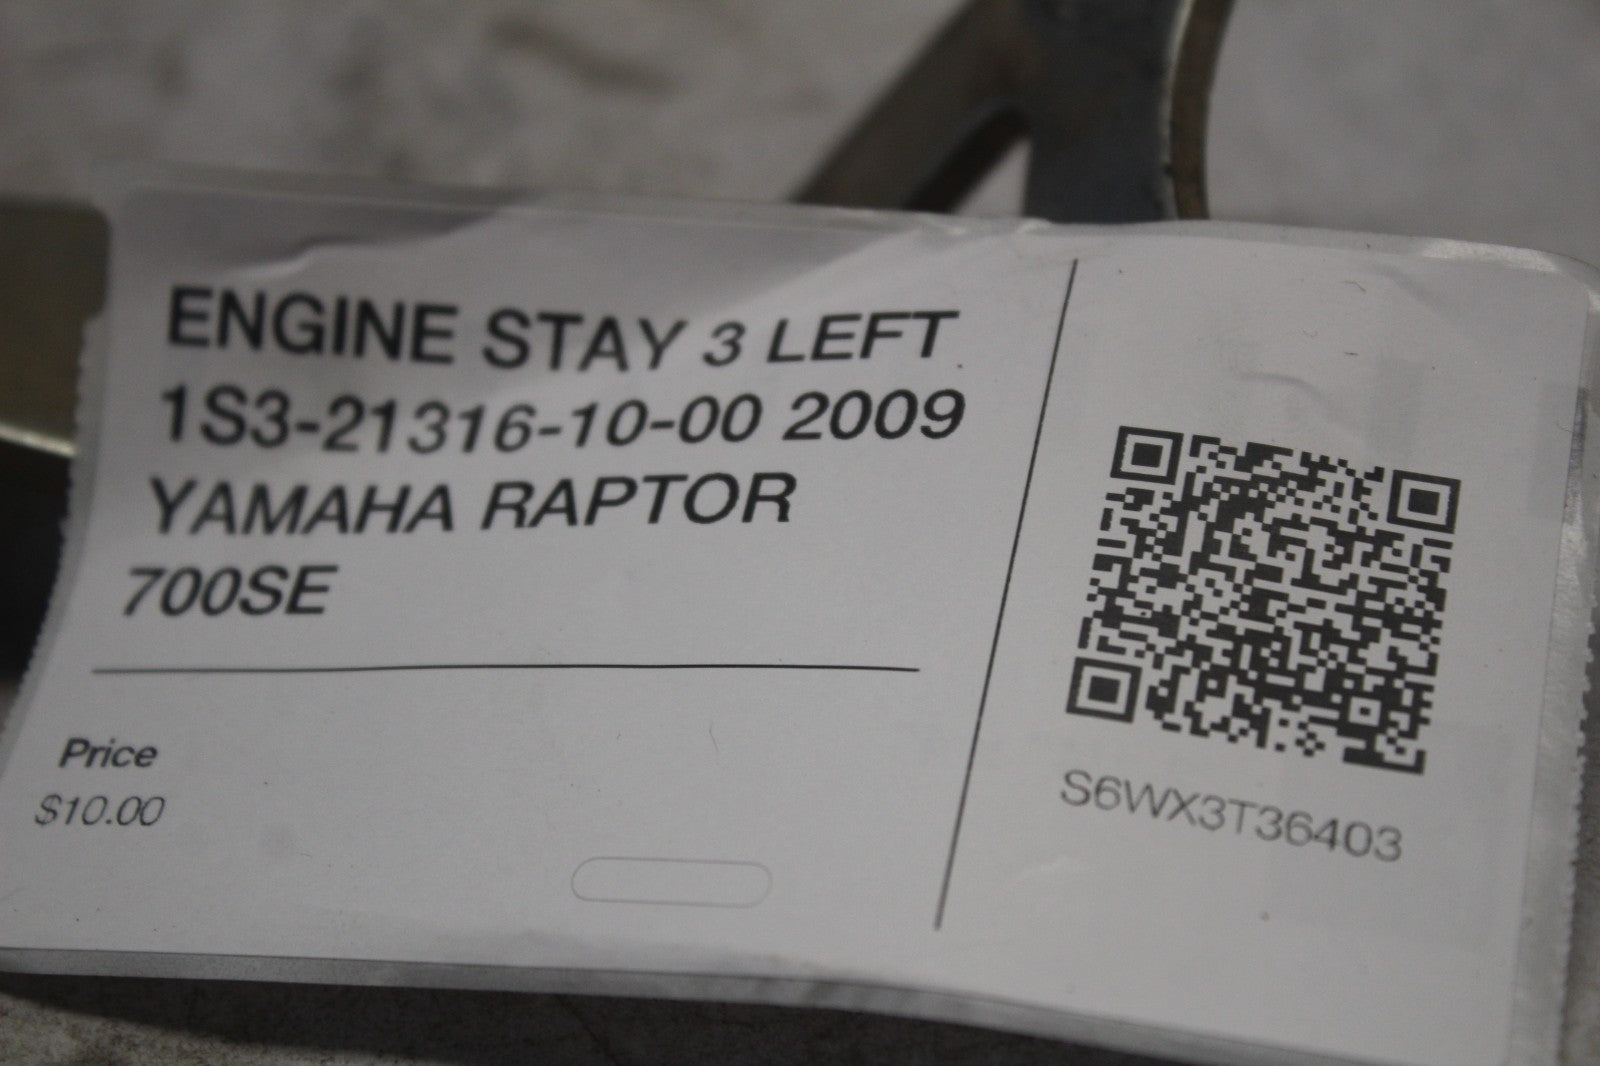 ENGINE STAY 3 LEFT
1S3-21316-10-00 2009
YAMAHA RAPTOR
700SE
Price
$10.00
S6WX3T36403